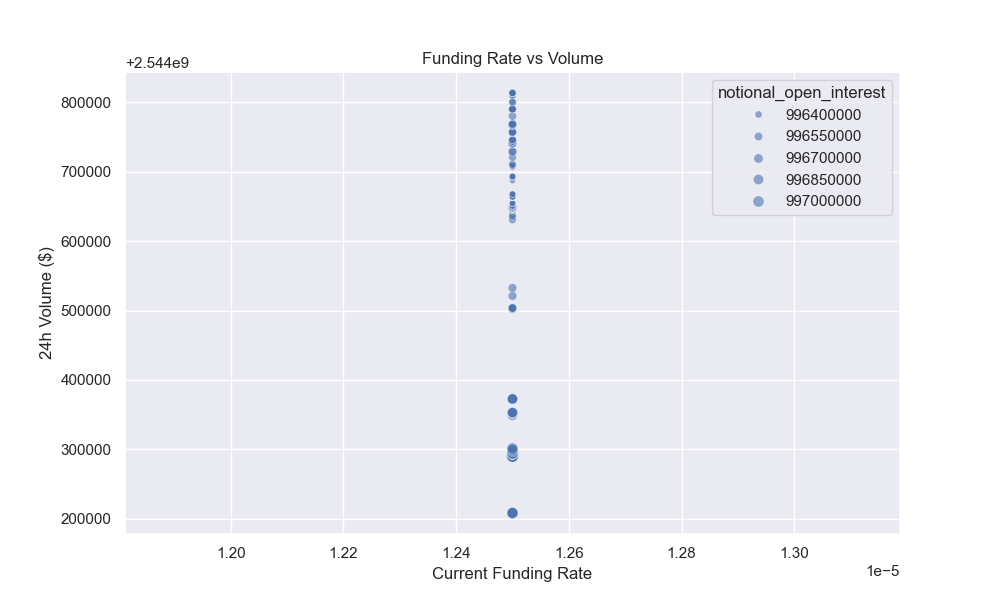 Funding Rate vs Volume
+2.544e9
800000
700000
600000
500000
400000
300000
200000
24h Volume ($)
notional_open_interest
996400000
996550000
996700000
996850000
997000000
1.20 1.22 1.24 1.26 1.28 1.30
1e−5
Current Funding Rate